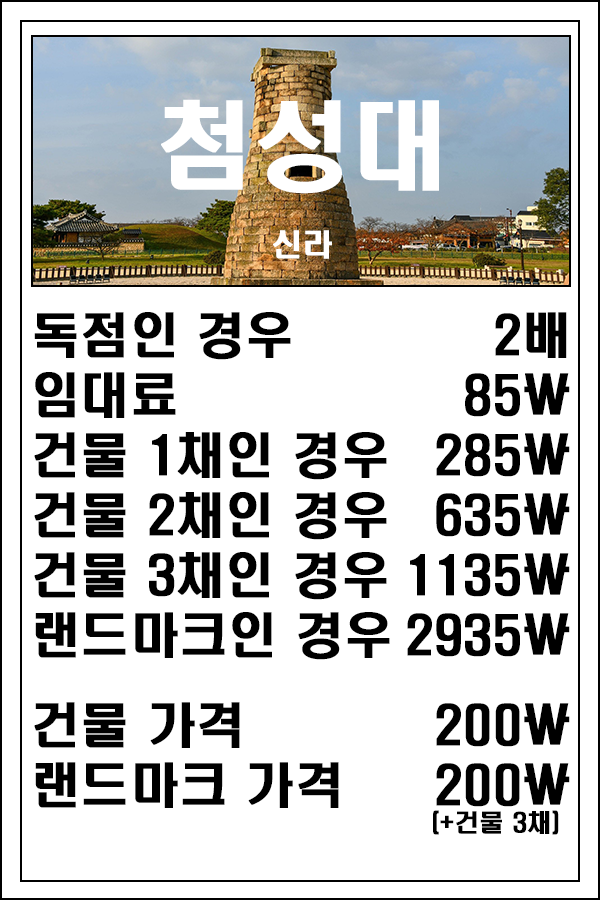 첨성대
신라
독점인 경우 2배
임대료 85₩
건물 1채인 경우 285₩
건물 2채인 경우 635₩
건물 3채인 경우 1135₩
랜드마크인 경우 2935₩
건물 가격 200₩
랜드마크 가격 200₩
(+건물 3채)